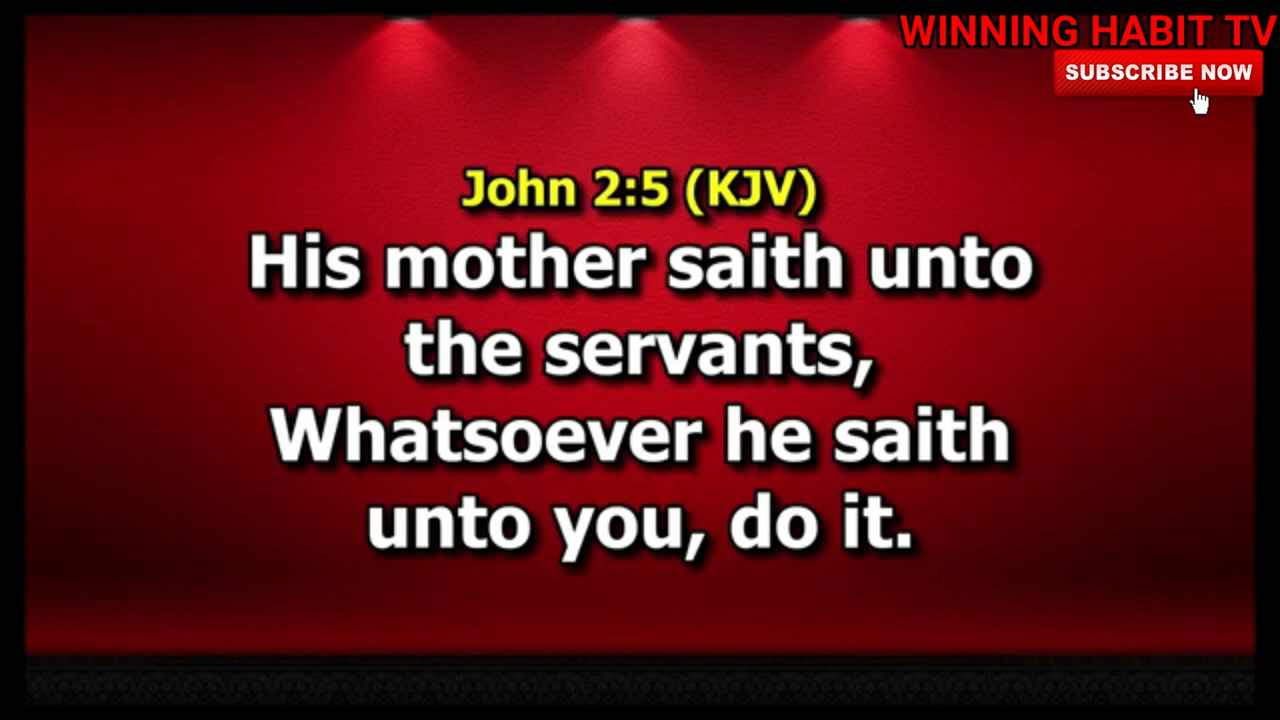 WINNING HABIT TV
SUBSCRIBE NOW
John 2:5 (KJV)
His mother saith unto
the servants,
Whatsoever he saith
unto you, do it.